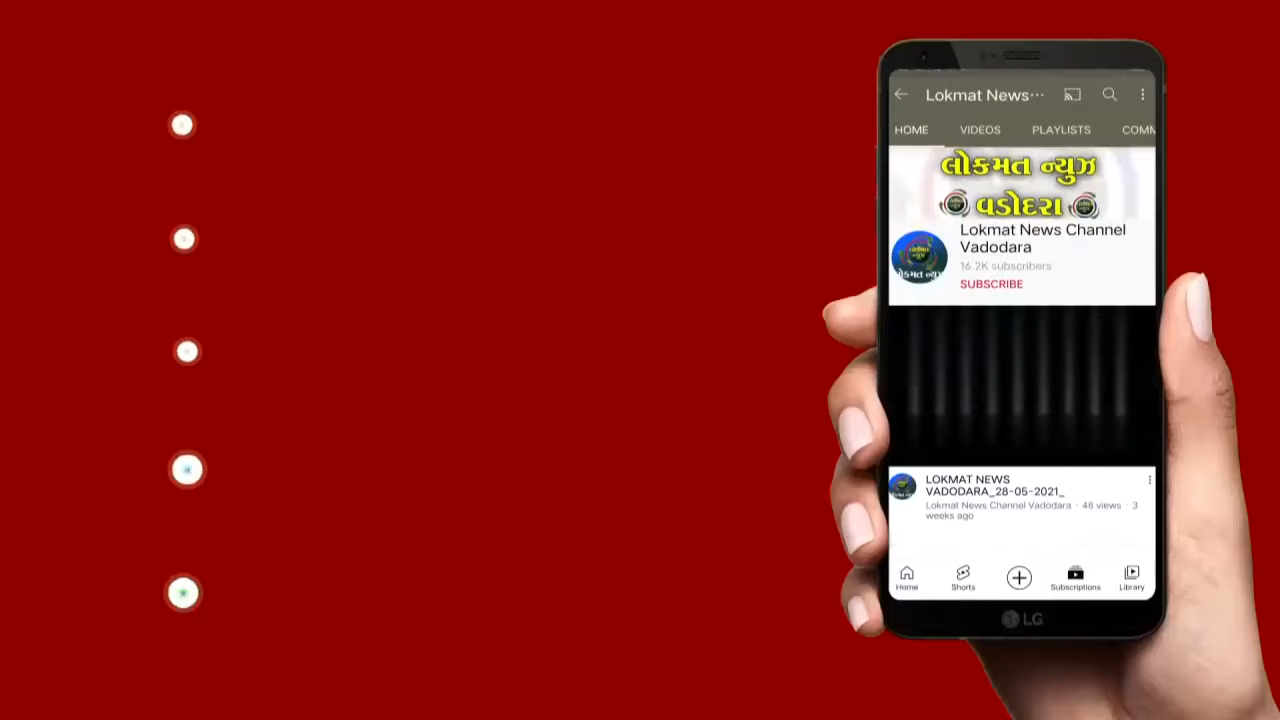 Lokmat News...
HOME VIDEOS PLAYLISTS COMM
લોકમત ન્યુઝ
વડોદરા
Lokmat News Channel
Vadodara
16.2K subscribers
SUBSCRIBE
LOKMAT NEWS
VADODARA_28-05-2021_
Lokmat News Channel Vadodara · 48 views · 3
weeks ago
Home Shorts Subscriptions Library
LG